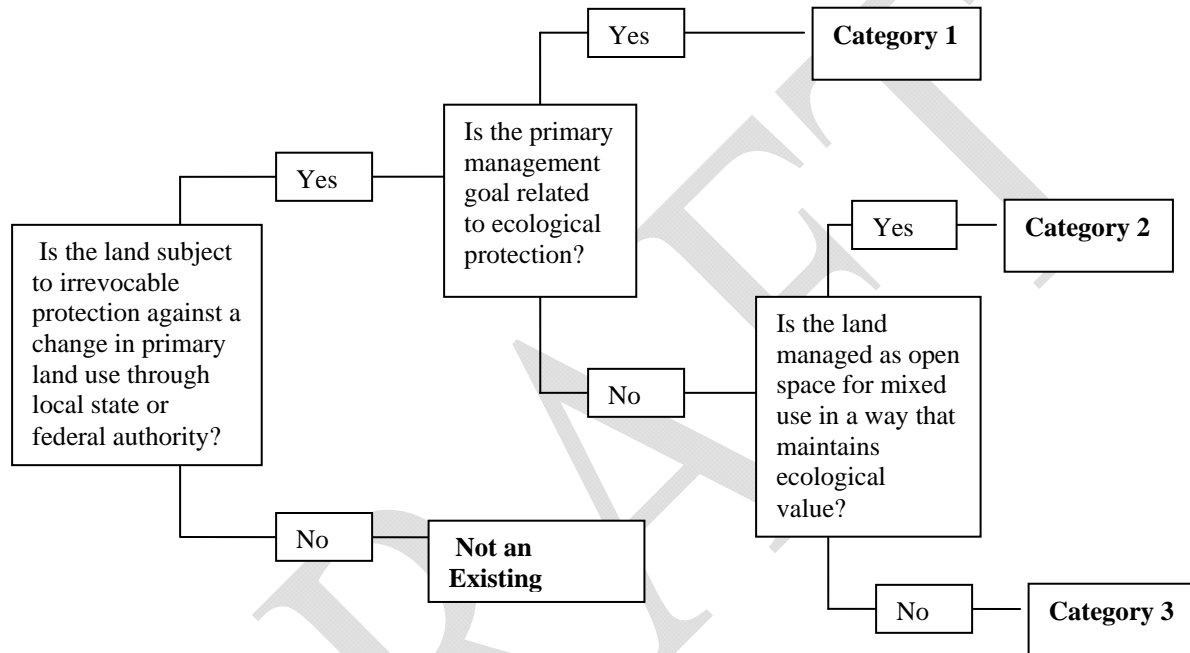 Yes
Category 1
Is the primary
management
goal related
to ecological
protection?
Yes
Yes
Category 2
Is the land subject
to irrevocable
protection against a
change in primary
land use through
local state or
federal authority?
Is the land
managed as open
space for mixed
use in a way that
maintains
ecological
value?
No
No
Not an
Existing
No
Category 3
DRAFT